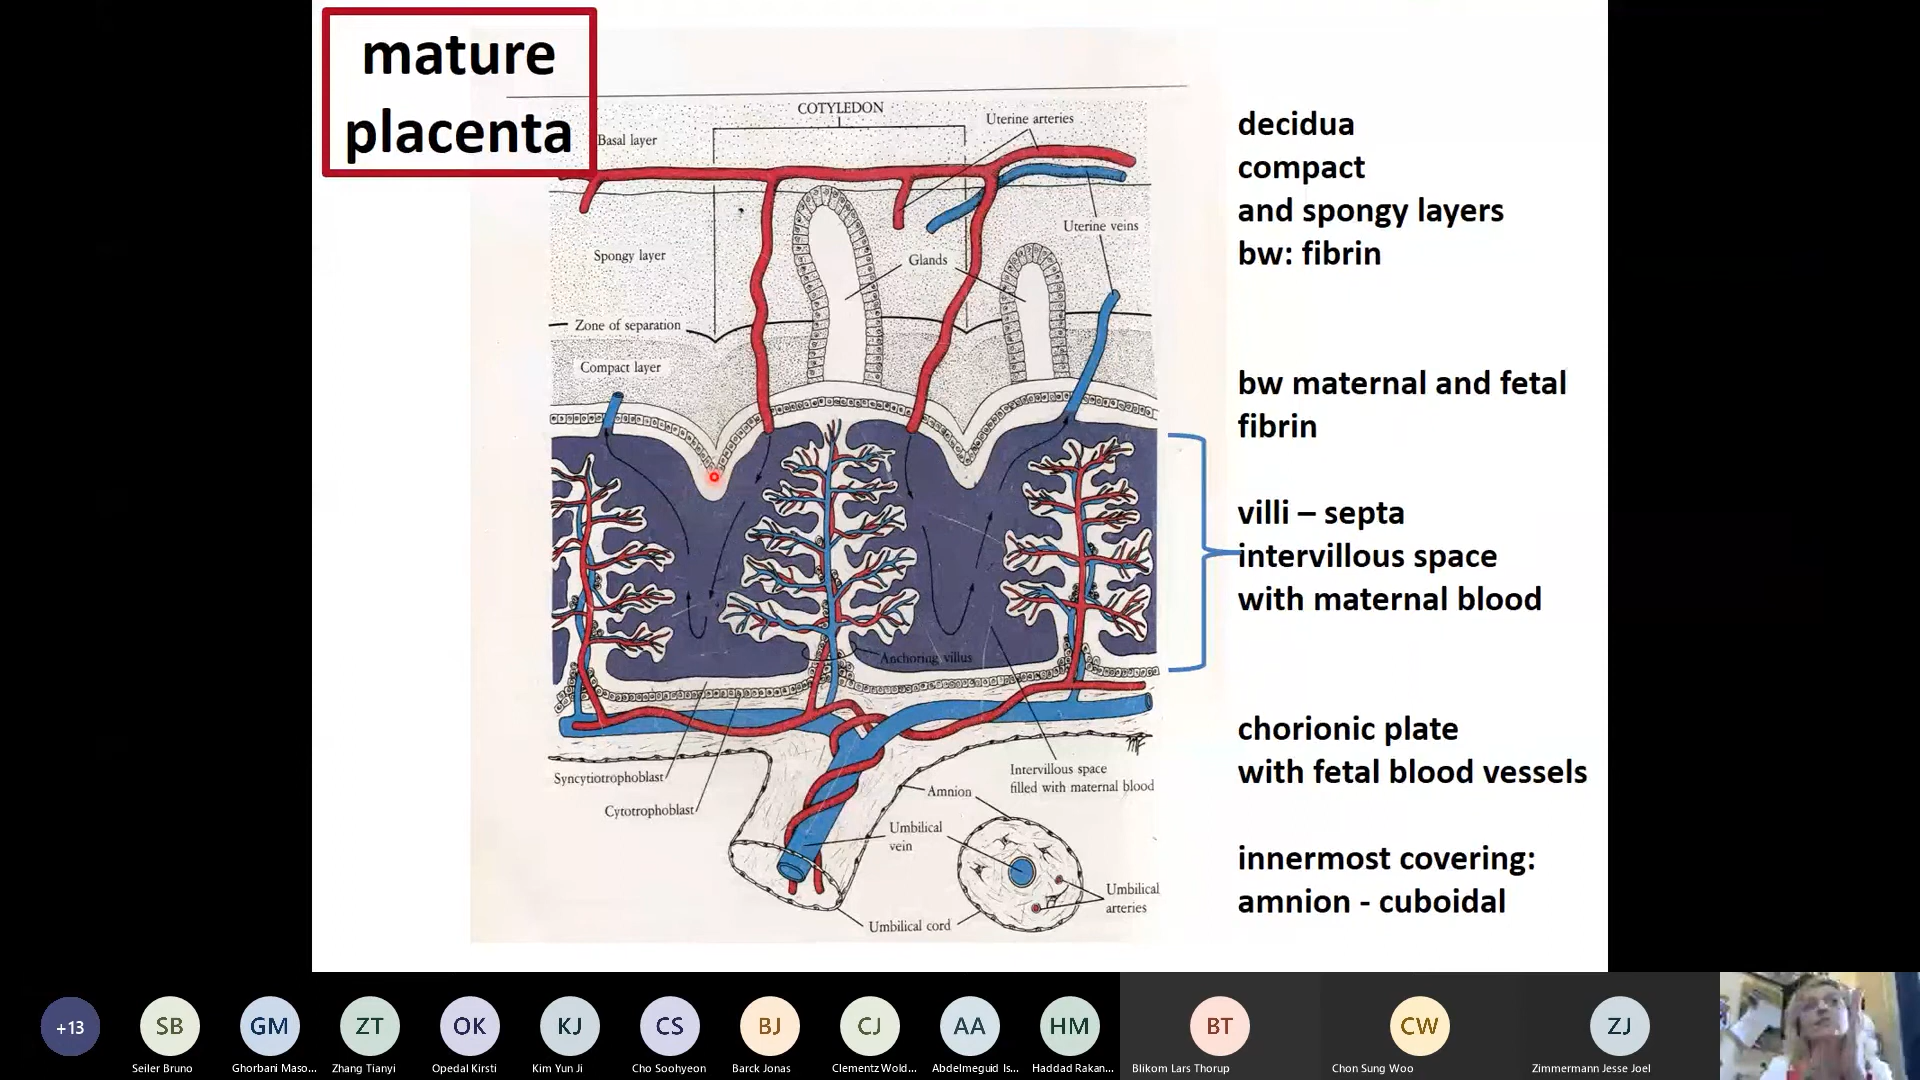 mature
placenta
COTYLEDON
Uterine arteries
Basal layer
Uterine veins
Spongy layer
Glands
Zone of separation
Compact layer
Anchoring villus
Syncytiotrophoblast
Cytotrophoblast
Intervillous space
filled with maternal blood
Amnion
Umbilical
vein
Umbilical
arteries
Umbilical cord
decidua
compact
and spongy layers
bw: fibrin
bw maternal and fetal
fibrin
villi – septa
intervillous space
with maternal blood
chorionic plate
with fetal blood vessels
innermost covering:
amnion - cuboidal
+13
SB
GM
ZT
OK
KJ
CS
BJ
CJ
AA
HM
BT
CW
ZJ
Seiler Bruno
Ghorbani Maso...
Zhang Tianyi
Opedal Kirsti
Kim Yun Ji
Cho Soohyeon
Barck Jonas
Clementz Wold...
Abdelmeguid Is...
Haddad Rakan...
Blikom Lars Thorup
Chon Sung Woo
Zimmermann Jesse Joel